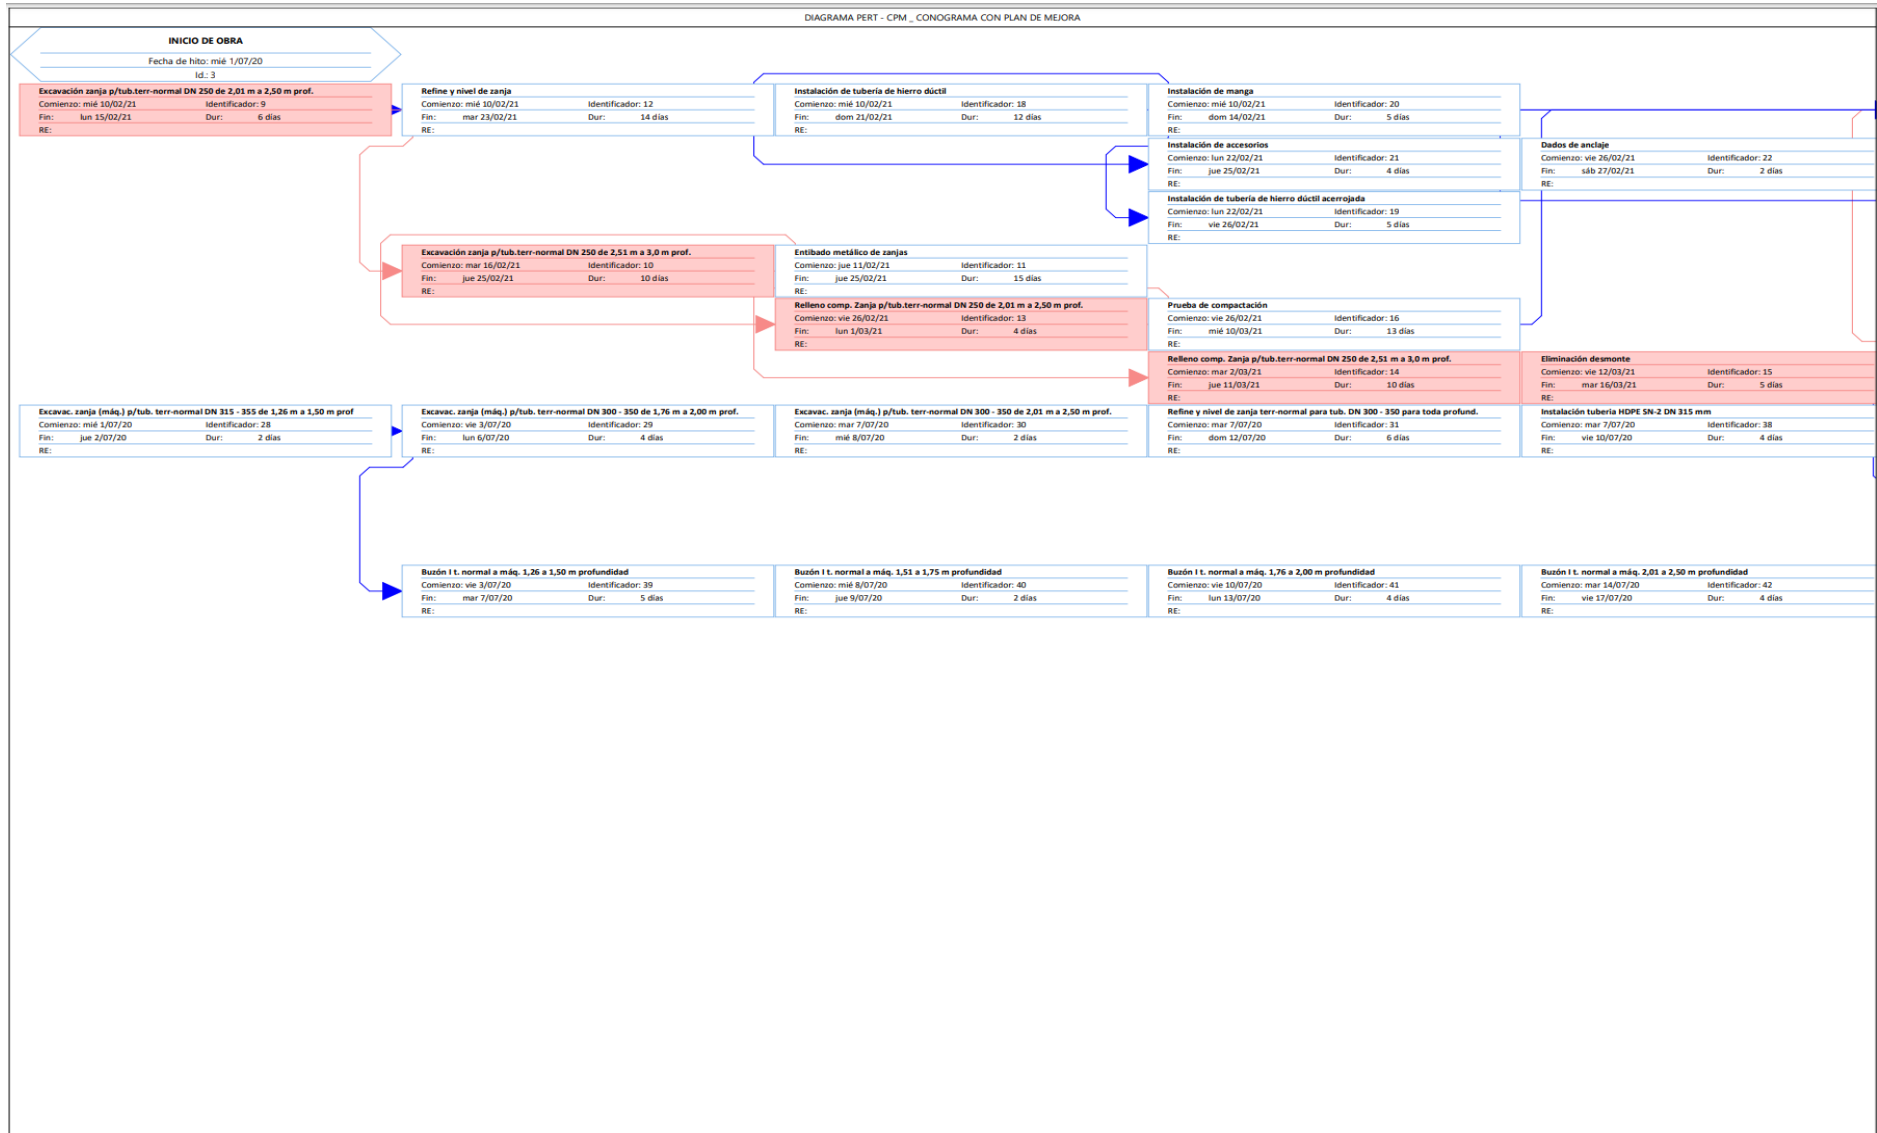 DIAGRAMA PERT - CPM _ CONOGRAMA CON PLAN DE MEJORA
INICIO DE OBRA
Fecha de hito: mié 1/07/20
Id.: 3
Excavación zanja p/tub.terr-normal DN 250 de 2,01 m a 2,50 m prof.
Comienzo: mié 10/02/21 Identificador: 9
Fin: lun 15/02/21 Dur: 6 días
RE:
Refine y nivel de zanja
Comienzo: mié 10/02/21 Identificador: 12
Fin: mar 23/02/21 Dur: 14 días
RE:
Instalación de tubería de hierro dúctil
Comienzo: mié 10/02/21 Identificador: 18
Fin: dom 21/02/21 Dur: 12 días
RE:
Instalación de manga
Comienzo: mié 10/02/21 Identificador: 20
Fin: dom 14/02/21 Dur: 5 días
RE:
Instalación de accesorios
Comienzo: lun 22/02/21 Identificador: 21
Fin: jue 25/02/21 Dur: 4 días
RE:
Dados de anclaje
Comienzo: vie 26/02/21 Identificador: 22
Fin: sáb 27/02/21 Dur: 2 días
RE:
Instalación de tubería de hierro dúctil acerrojada
Comienzo: lun 22/02/21 Identificador: 19
Fin: vie 26/02/21 Dur: 5 días
RE:
Excavación zanja p/tub.terr-normal DN 250 de 2,51 m a 3,0 m prof.
Comienzo: mar 16/02/21 Identificador: 10
Fin: jue 25/02/21 Dur: 10 días
RE:
Entibado metálico de zanjas
Comienzo: jue 11/02/21 Identificador: 11
Fin: jue 25/02/21 Dur: 15 días
RE:
Relleno comp. Zanja p/tub.terr-normal DN 250 de 2,01 m a 2,50 m prof.
Comienzo: vie 26/02/21 Identificador: 13
Fin: lun 1/03/21 Dur: 4 días
RE:
Prueba de compactación
Comienzo: vie 26/02/21 Identificador: 16
Fin: mié 10/03/21 Dur: 13 días
RE:
Relleno comp. Zanja p/tub.terr-normal DN 250 de 2,51 m a 3,0 m prof.
Comienzo: mar 2/03/21 Identificador: 14
Fin: jue 11/03/21 Dur: 10 días
RE:
Eliminación desmonte
Comienzo: vie 12/03/21 Identificador: 15
Fin: mar 16/03/21 Dur: 5 días
RE:
Excavac. zanja (máq.) p/tub. terr-normal DN 315 - 355 de 1,26 m a 1,50 m prof
Comienzo: mié 1/07/20 Identificador: 28
Fin: jue 2/07/20 Dur: 2 días
RE:
Excavac. zanja (máq.) p/tub. terr-normal DN 300 - 350 de 1,76 m a 2,00 m prof.
Comienzo: vie 3/07/20 Identificador: 29
Fin: lun 6/07/20 Dur: 4 días
RE:
Excavac. zanja (máq.) p/tub. terr-normal DN 300 - 350 de 2,01 m a 2,50 m prof.
Comienzo: mar 7/07/20 Identificador: 30
Fin: mié 8/07/20 Dur: 2 días
RE:
Refine y nivel de zanja terr-normal para tub. DN 300 - 350 para toda profund.
Comienzo: mar 7/07/20 Identificador: 31
Fin: dom 12/07/20 Dur: 6 días
RE:
Instalación tuberia HDPE SN-2 DN 315 mm
Comienzo: mar 7/07/20 Identificador: 38
Fin: vie 10/07/20 Dur: 4 días
RE:
Buzón I t. normal a máq. 1,26 a 1,50 m profundidad
Comienzo: vie 3/07/20 Identificador: 39
Fin: mar 7/07/20 Dur: 5 días
RE:
Buzón I t. normal a máq. 1,51 a 1,75 m profundidad
Comienzo: mié 8/07/20 Identificador: 40
Fin: jue 9/07/20 Dur: 2 días
RE:
Buzón I t. normal a máq. 1,76 a 2,00 m profundidad
Comienzo: vie 10/07/20 Identificador: 41
Fin: lun 13/07/20 Dur: 4 días
RE:
Buzón I t. normal a máq. 2,01 a 2,50 m profundidad
Comienzo: mar 14/07/20 Identificador: 42
Fin: vie 17/07/20 Dur: 4 días
RE: